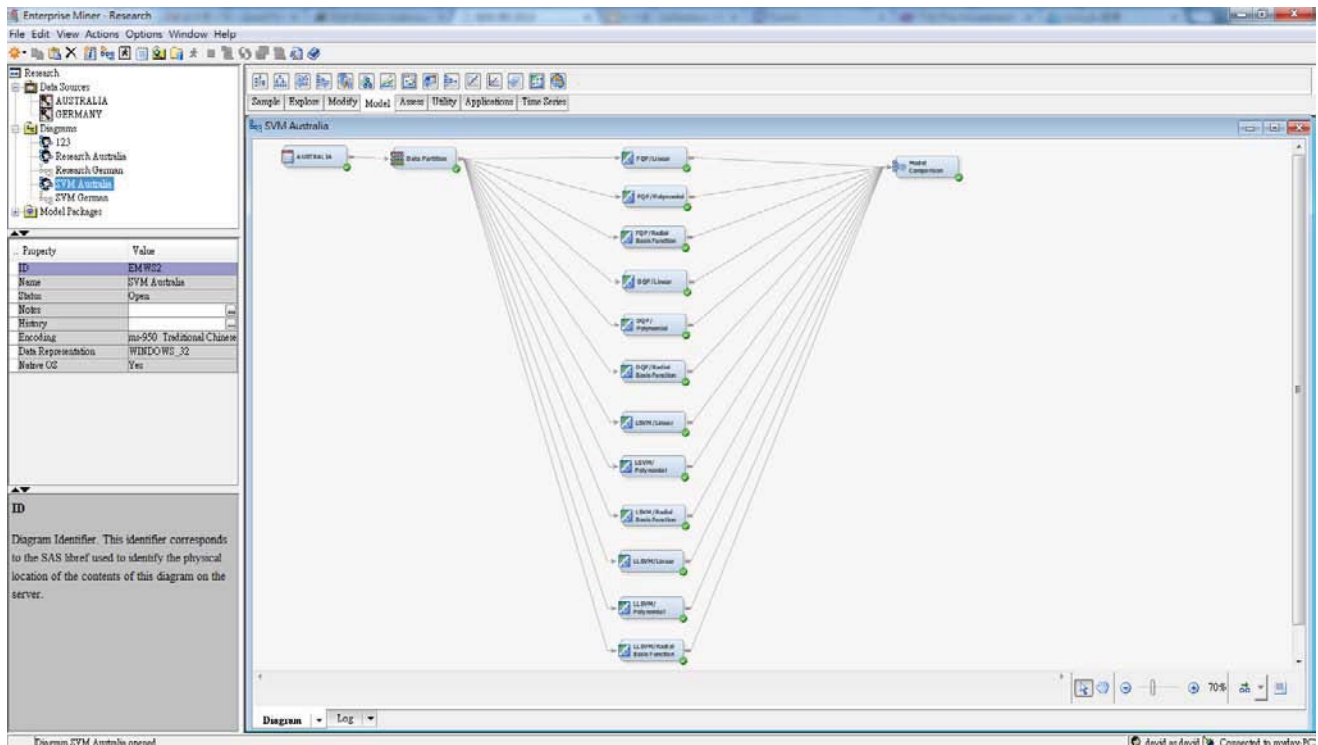 Enterprise Miner - Research
File Edit View Actions Options Window Help
Research
Data Sources
AUSTRALIA
GERMANY
Diagrams
123
Research Australia
Research German
SVM Australia
SVM German
Model Packages
Sample Explore Modify Model Assess Utility Applications Time Series
SVM Australia
AUSTRALIA
Data Partition
FQP/Linear
FQP/Polynomial
FQP/Radial
Basis Function
DQP/Linear
DQP/
Polynomial
DQP/Radial
Basis Function
LSVM/Linear
LSVM/
Polynomial
LSVM/Radial
Basis Function
LLSVM/Linear
LLSVM/
Polynomial
LLSVM/Radial
Basis Function
Model
Comparison
.. Property Value
ID EMWS2
Name SVM Australia
Status Open
Notes
History
Encoding ms-950 Traditional Chinese
Data Representation WINDOWS_32
Native OS Yes
ID
Diagram Identifier. This identifier corresponds
to the SAS libref used to identify the physical
location of the contents of this diagram on the
server.
70%
Diagram Log
Diagram SVM Australia opened
david as david Connected to